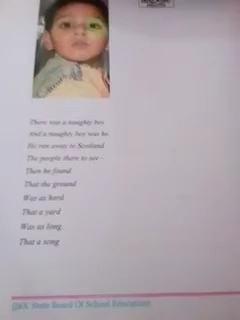 There was a naughty boy
And a naughty boy was he
He ran away to Scotland
The people there to see-
Then he found
That the ground
Was as hard
That a yard
Was as long.
That a song
J&K State Board Of School Education